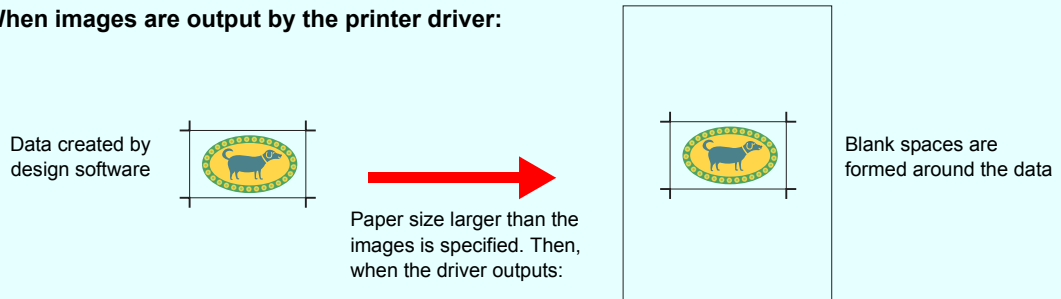 When images are output by the printer driver:
Data created by
design software
Paper size larger than the
images is specified. Then,
when the driver outputs:
Blank spaces are
formed around the data